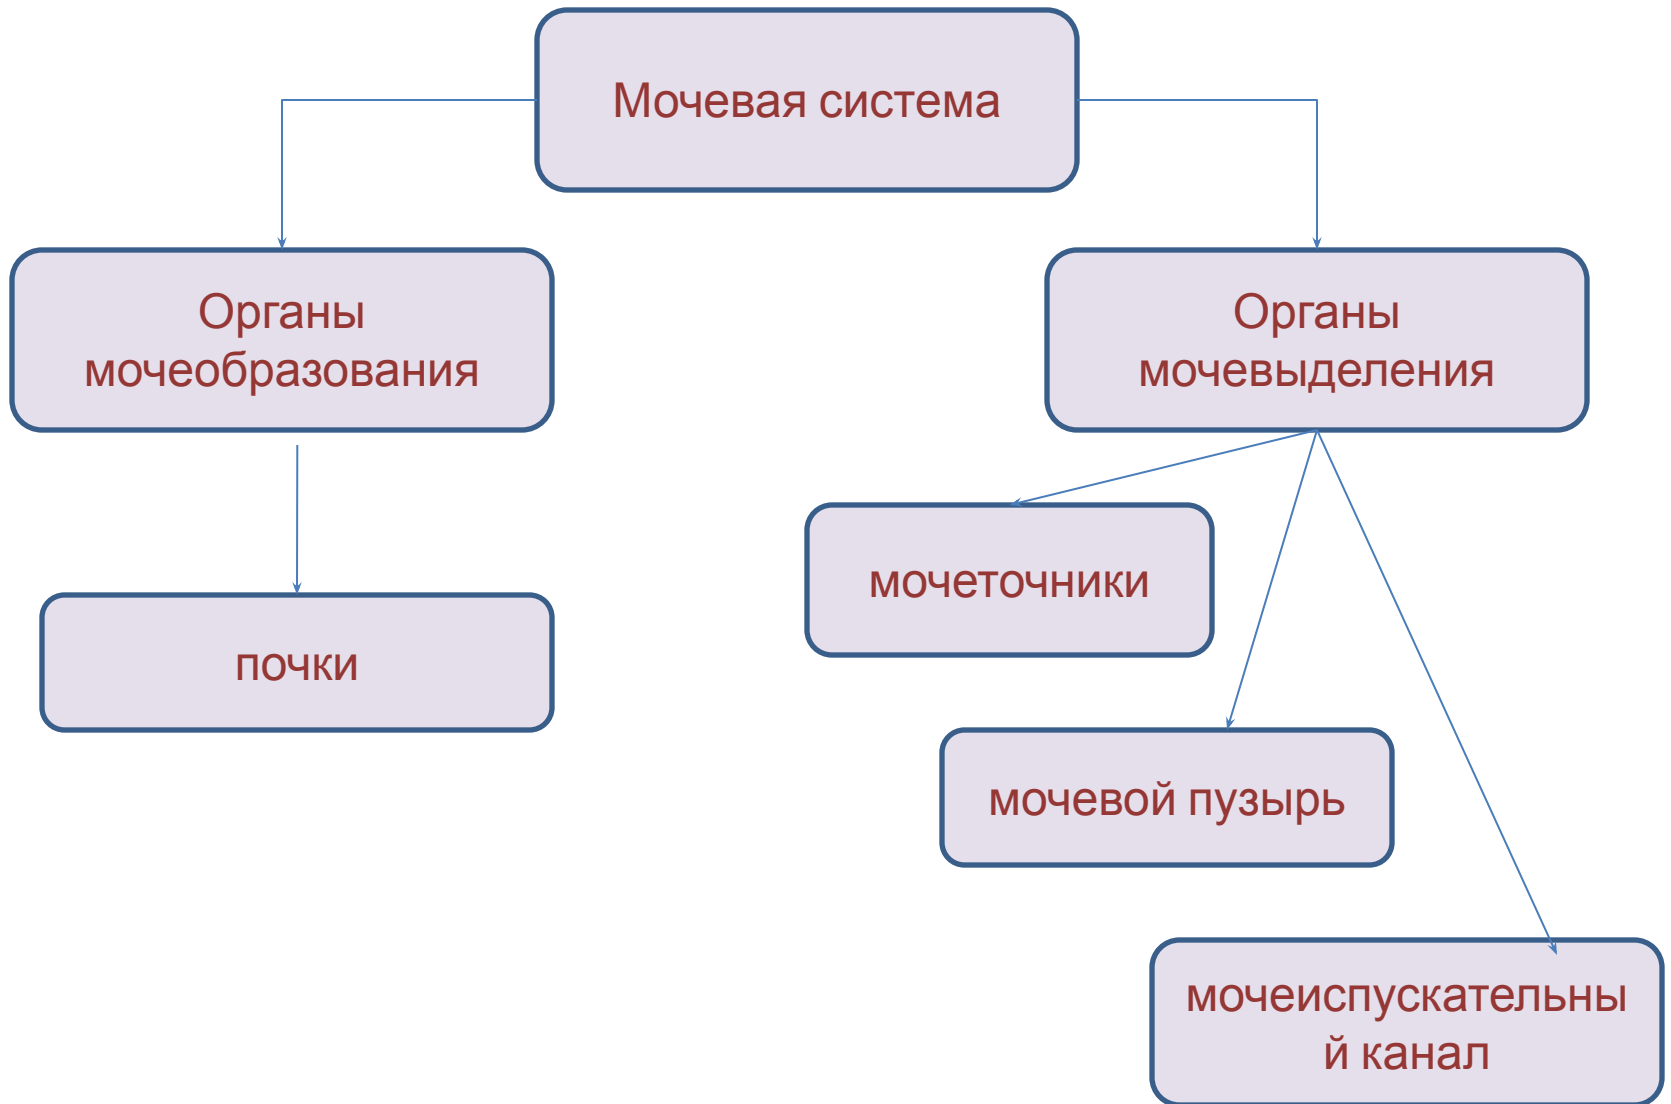 Мочевая система
Органы
мочеобразования
Органы
мочевыделения
почки
мочеточники
мочевой пузырь
мочеиспускательны
й канал